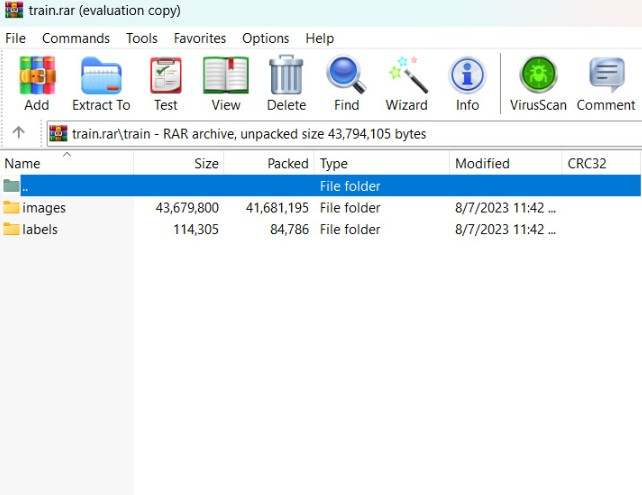 train.rar (evaluation copy)
File Commands Tools Favorites Options Help
Add Extract To Test View Delete Find Wizard Info VirusScan Comment
train.rar\train - RAR archive, unpacked size 43,794,105 bytes
Name Size Packed Type Modified CRC32
.. File folder
images 43,679,800 41,681,195 File folder 8/7/2023 11:42 ...
labels 114,305 84,786 File folder 8/7/2023 11:42 ...